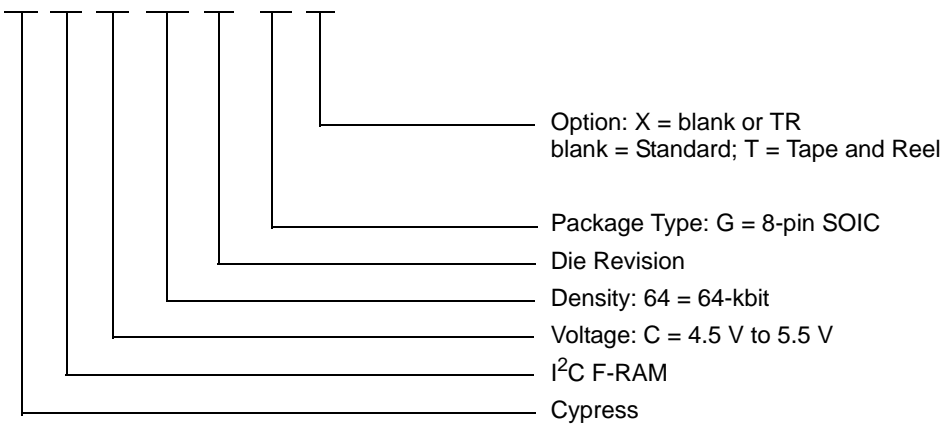 Option: X = blank or TR
blank = Standard; T = Tape and Reel
Package Type: G = 8-pin SOIC
Die Revision
Density: 64 = 64-kbit
Voltage: C = 4.5 V to 5.5 V
I²C F-RAM
Cypress